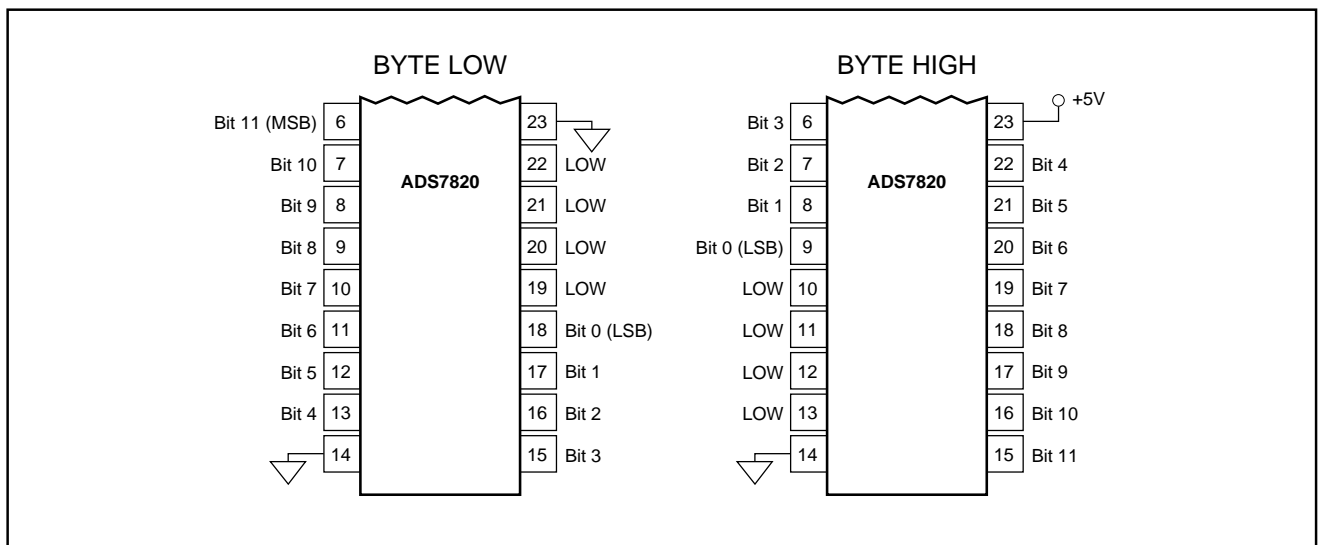 BYTE LOW
Bit 11 (MSB) 6 23
Bit 10 7 22 LOW
ADS7820
Bit 9 8 21 LOW
Bit 8 9 20 LOW
Bit 7 10 19 LOW
Bit 6 11 18 Bit 0 (LSB)
Bit 5 12 17 Bit 1
Bit 4 13 16 Bit 2
14 15 Bit 3
BYTE HIGH
+5V
Bit 3 6 23
Bit 2 7 22 Bit 4
ADS7820
Bit 1 8 21 Bit 5
Bit 0 (LSB) 9 20 Bit 6
LOW 10 19 Bit 7
LOW 11 18 Bit 8
LOW 12 17 Bit 9
LOW 13 16 Bit 10
14 15 Bit 11